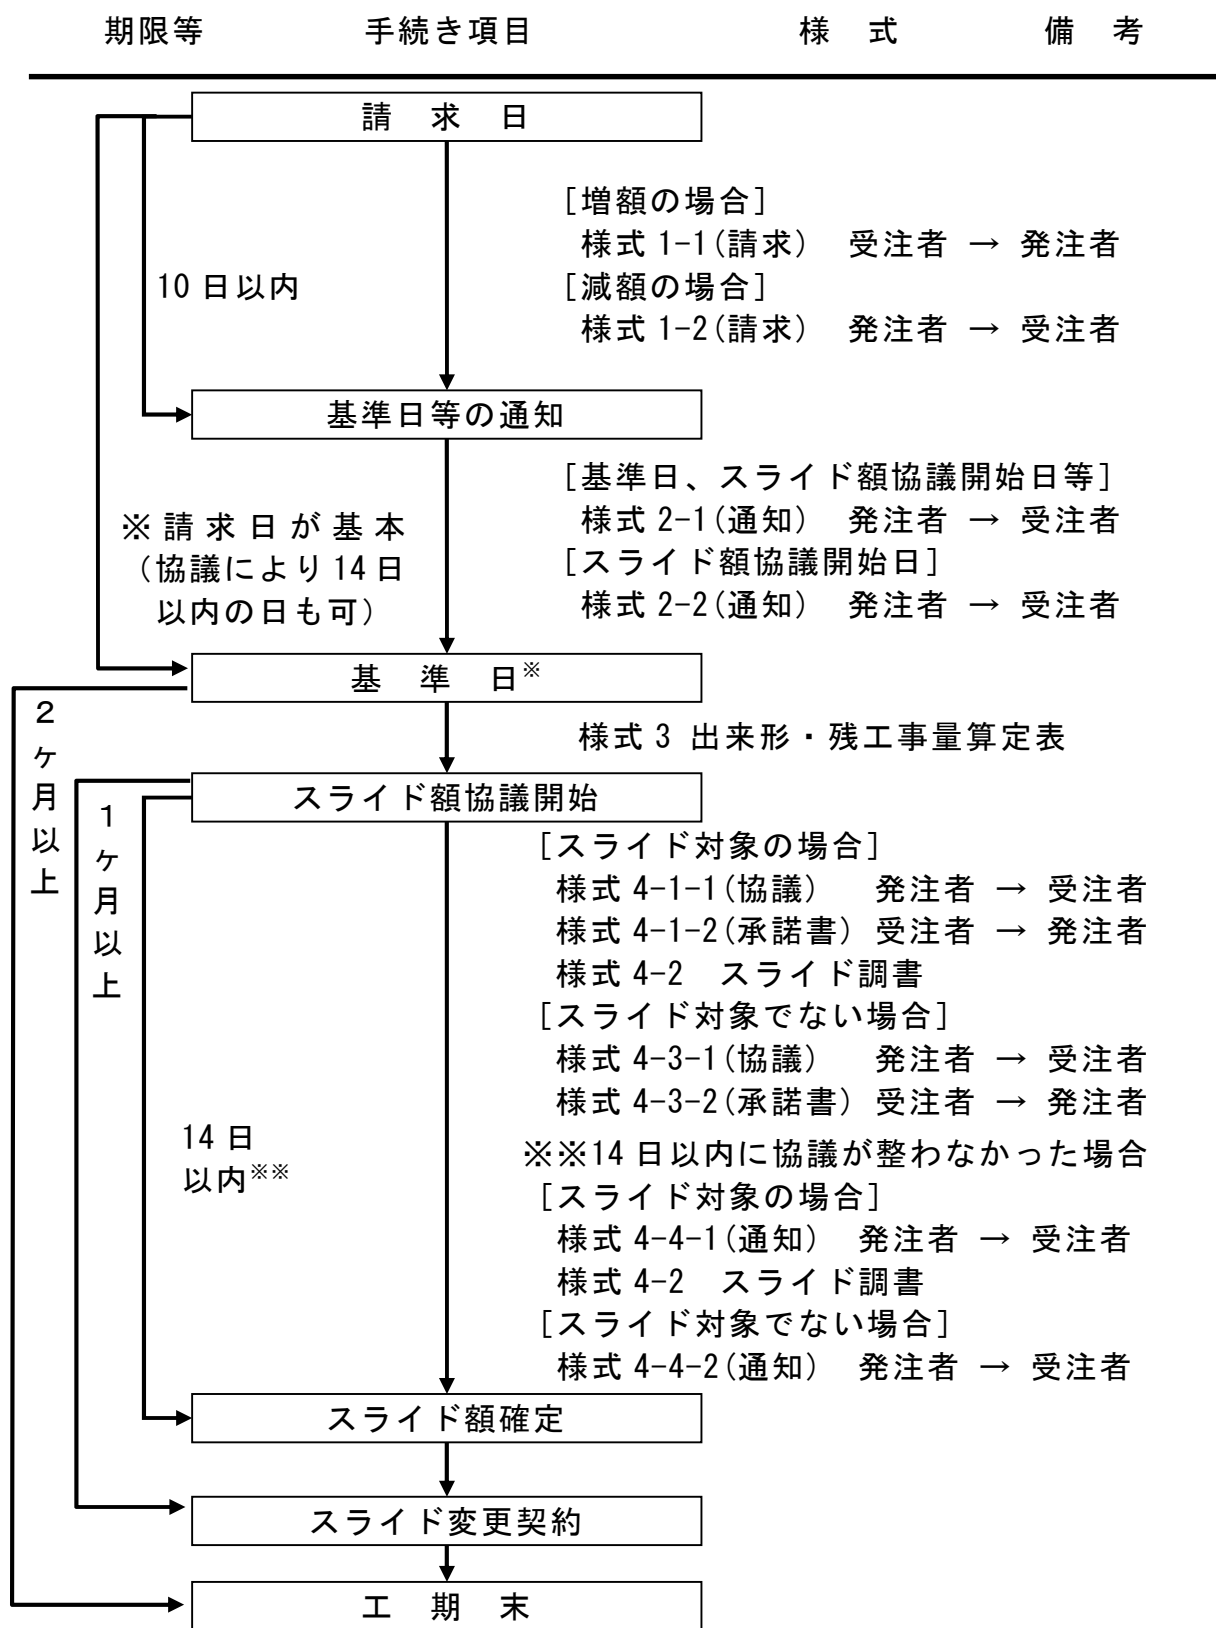 期限等　手続き項目　様　式　備　考
請　求　日
[増額の場合]
様式 1-1(請求)　受注者 → 発注者
10 日以内
[減額の場合]
様式 1-2(請求)　発注者 → 受注者
基準日等の通知
[基準日、スライド額協議開始日等]
様式 2-1(通知)　発注者 → 受注者
[スライド額協議開始日]
様式 2-2(通知)　発注者 → 受注者
※請求日が基本
(協議により 14 日
以内の日も可)
基　準　日※
様式 3 出来形・残工事量算定表
２ヶ月以上
スライド額協議開始
１ヶ月以上
[スライド対象の場合]
様式 4-1-1(協議)　発注者 → 受注者
様式 4-1-2(承諾書) 受注者 → 発注者
様式 4-2　スライド調書
[スライド対象でない場合]
様式 4-3-1(協議)　発注者 → 受注者
様式 4-3-2(承諾書) 受注者 → 発注者
14 日
以内※※
※※14 日以内に協議が整わなかった場合
[スライド対象の場合]
様式 4-4-1(通知)　発注者 → 受注者
様式 4-2　スライド調書
[スライド対象でない場合]
様式 4-4-2(通知)　発注者 → 受注者
スライド額確定
スライド変更契約
工　期　末